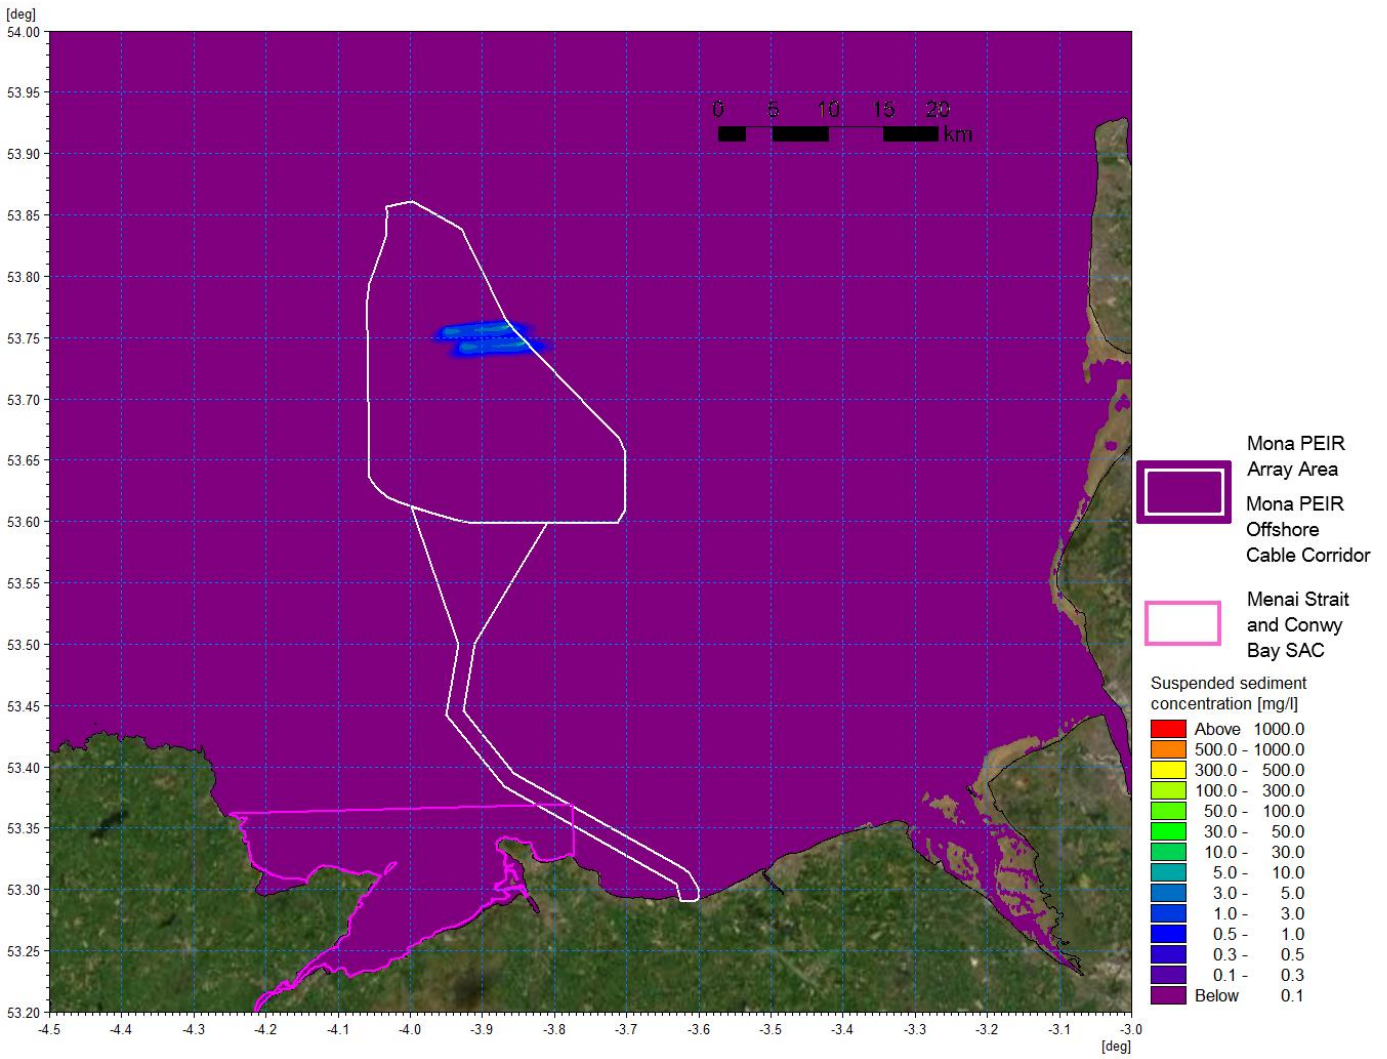 [deg]
54.00
53.95
53.90
53.85
53.80
53.75
53.70
53.65
53.60
53.55
53.50
53.45
53.40
53.35
53.30
53.25
53.20
-4.5 -4.4 -4.3 -4.2 -4.1 -4.0 -3.9 -3.8 -3.7 -3.6 -3.5 -3.4 -3.3 -3.2 -3.1 -3.0
[deg]
0 5 10 15 20
km
Mona PEIR
Array Area
Mona PEIR
Offshore
Cable Corridor
Menai Strait
and Conwy
Bay SAC
Suspended sediment
concentration [mg/l]
Above 1000.0
500.0 - 1000.0
300.0 - 500.0
100.0 - 300.0
50.0 - 100.0
30.0 - 50.0
10.0 - 30.0
5.0 - 10.0
3.0 - 5.0
1.0 - 3.0
0.5 - 1.0
0.3 - 0.5
0.1 - 0.3
Below 0.1